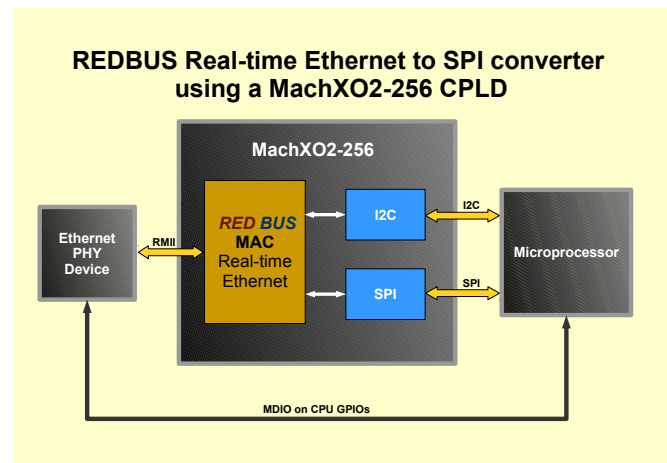 REDBUS Real-time Ethernet to SPI converter
using a MachXO2-256 CPLD
MachXO2-256
Ethernet
PHY
Device
RMII
RED BUS
MAC
Real-time
Ethernet
I2C
SPI
I2C
SPI
Microprocessor
MDIO on CPU GPIOs